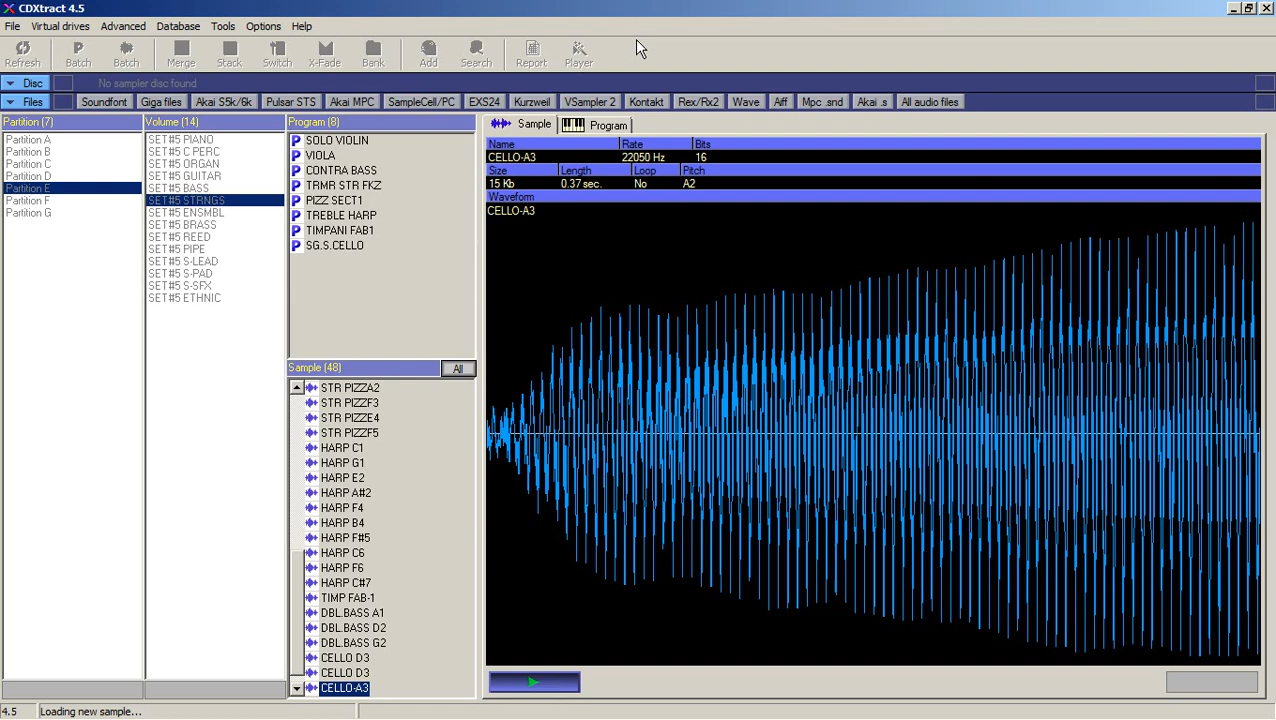 CDXtract 4.5
File Virtual drives Advanced Database Tools Options Help
Refresh Batch Batch Merge Stack Switch X-Fade Bank Add Search Report Player
Disc No sampler disc found
Files Soundfont Giga files Akai S5k/6k Pulsar STS Akai MPC SampleCell/PC EXS24 Kurzweil VSampler 2 Kontakt Rex/Rx2 Wave Aiff Mpc .snd Akai .s All audio files
Partition (7)
Partition A
Partition B
Partition C
Partition D
Partition E
Partition F
Partition G
Volume (14)
SET#5 PIANO
SET#5 C PERC
SET#5 ORGAN
SET#5 GUITAR
SET#5 BASS
SET#5 STRNGS
SET#5 ENSMBL
SET#5 BRASS
SET#5 REED
SET#5 PIPE
SET#5 S-LEAD
SET#5 S-PAD
SET#5 S-SFX
SET#5 ETHNIC
Program (8)
P SOLO VIOLIN
P VIOLA
P CONTRA BASS
P TRMR STR FKZ
P PIZZ SECT1
P TREBLE HARP
P TIMPANI FAB1
P SG.S.CELLO
Sample (48) All
STR PIZZA2
STR PIZZF3
STR PIZZE4
STR PIZZF5
HARP C1
HARP G1
HARP E2
HARP A#2
HARP F4
HARP B4
HARP F#5
HARP C6
HARP F6
HARP C#7
TIMP FAB-1
DBL.BASS A1
DBL.BASS D2
DBL.BASS G2
CELLO D3
CELLO D3
CELLO-A3
Sample Program
Name Rate Bits
CELLO-A3 22050 Hz 16
Size Length Loop Pitch
15 Kb 0.37 sec. No A2
Waveform
CELLO-A3
4.5 Loading new sample...